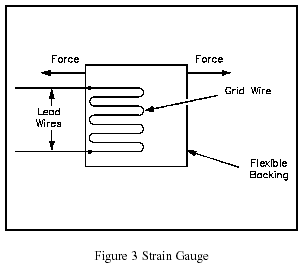 Force
Force
Grid Wire
Lead
Wires
Flexible
Backing
Figure 3 Strain Gauge